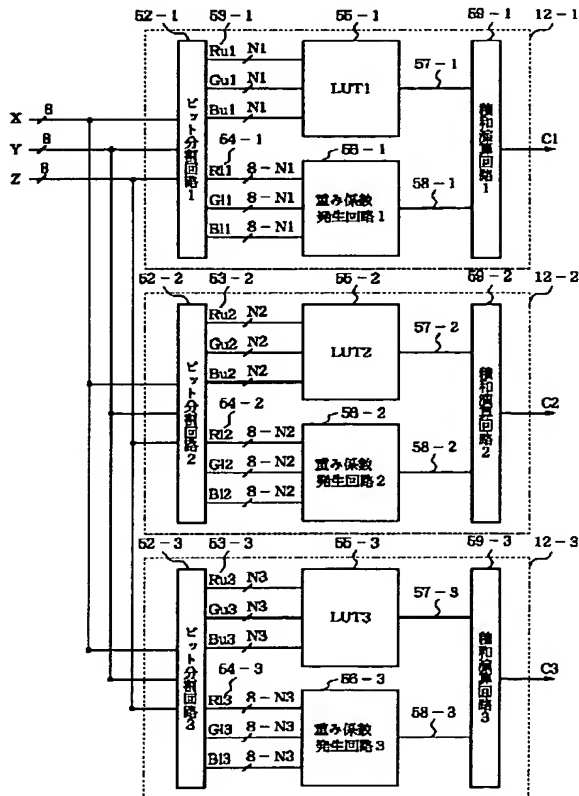 52-1 53-1 55-1 59-1 12-1
Ru1 N1
Gu1 N1
Bu1 N1
LUT1
57-1
X 8
Y 8
Z 8
ビット分割回路1
54-1
Rl1 8-N1
Gl1 8-N1
Bl1 8-N1
56-1
重み係数
発生回路1
58-1
積和演算回路1
C1
52-2 53-2 55-2 59-2 12-2
Ru2 N2
Gu2 N2
Bu2 N2
LUT2
57-2
ビット分割回路2
54-2
Rl2 8-N2
Gl2 8-N2
Bl2 8-N2
56-2
重み係数
発生回路2
58-2
積和演算回路2
C2
52-3 53-3 55-3 59-3 12-3
Ru3 N3
Gu3 N3
Bu3 N3
LUT3
57-3
ビット分割回路3
54-3
Rl3 8-N3
Gl3 8-N3
Bl3 8-N3
56-3
重み係数
発生回路3
58-3
積和演算回路3
C3